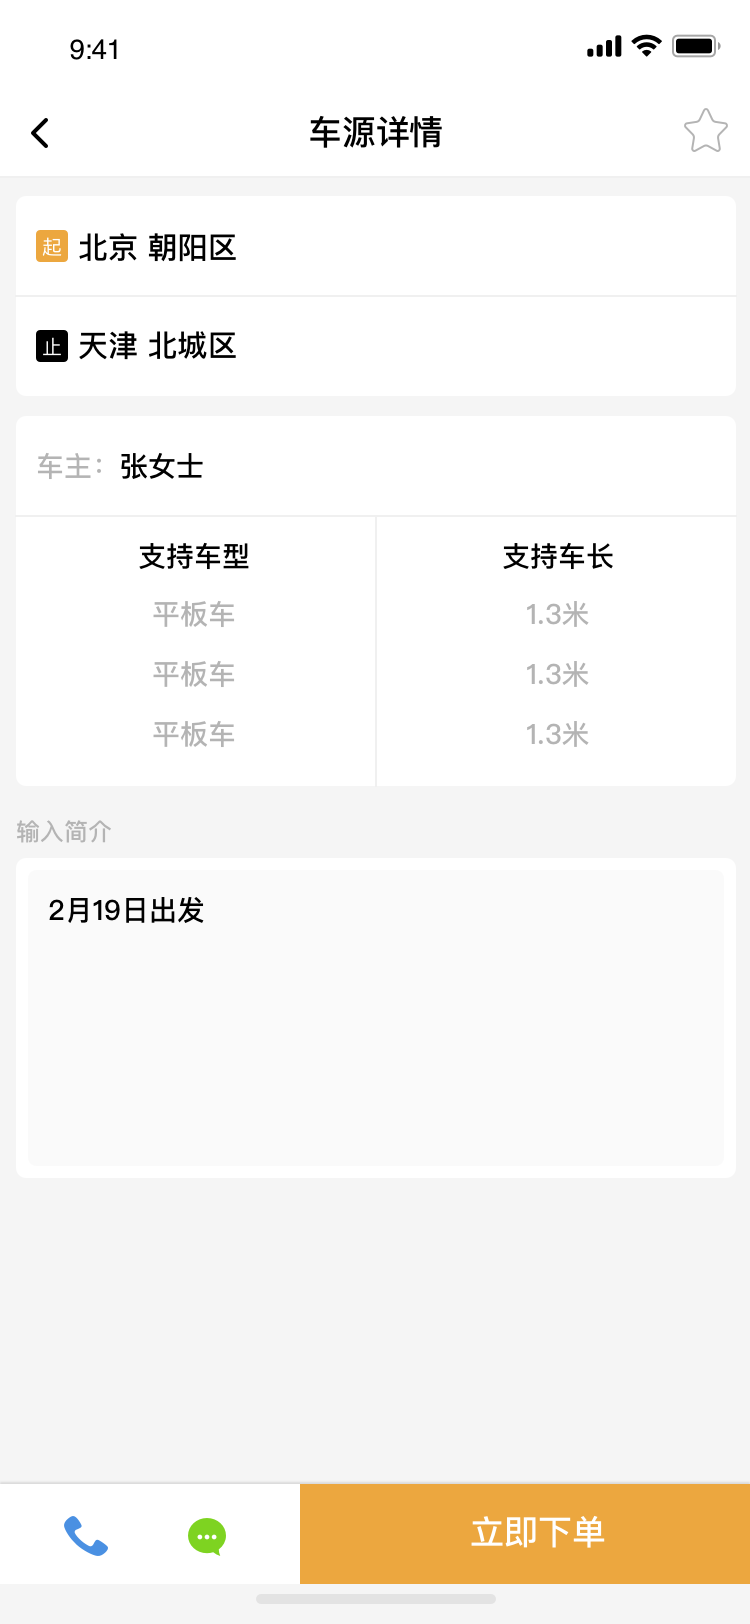 9:41
车源详情
起 北京 朝阳区
止 天津 北城区
车主： 张女士
支持车型 支持车长
平板车 1.3米
平板车 1.3米
平板车 1.3米
输入简介
2月19日出发
立即下单